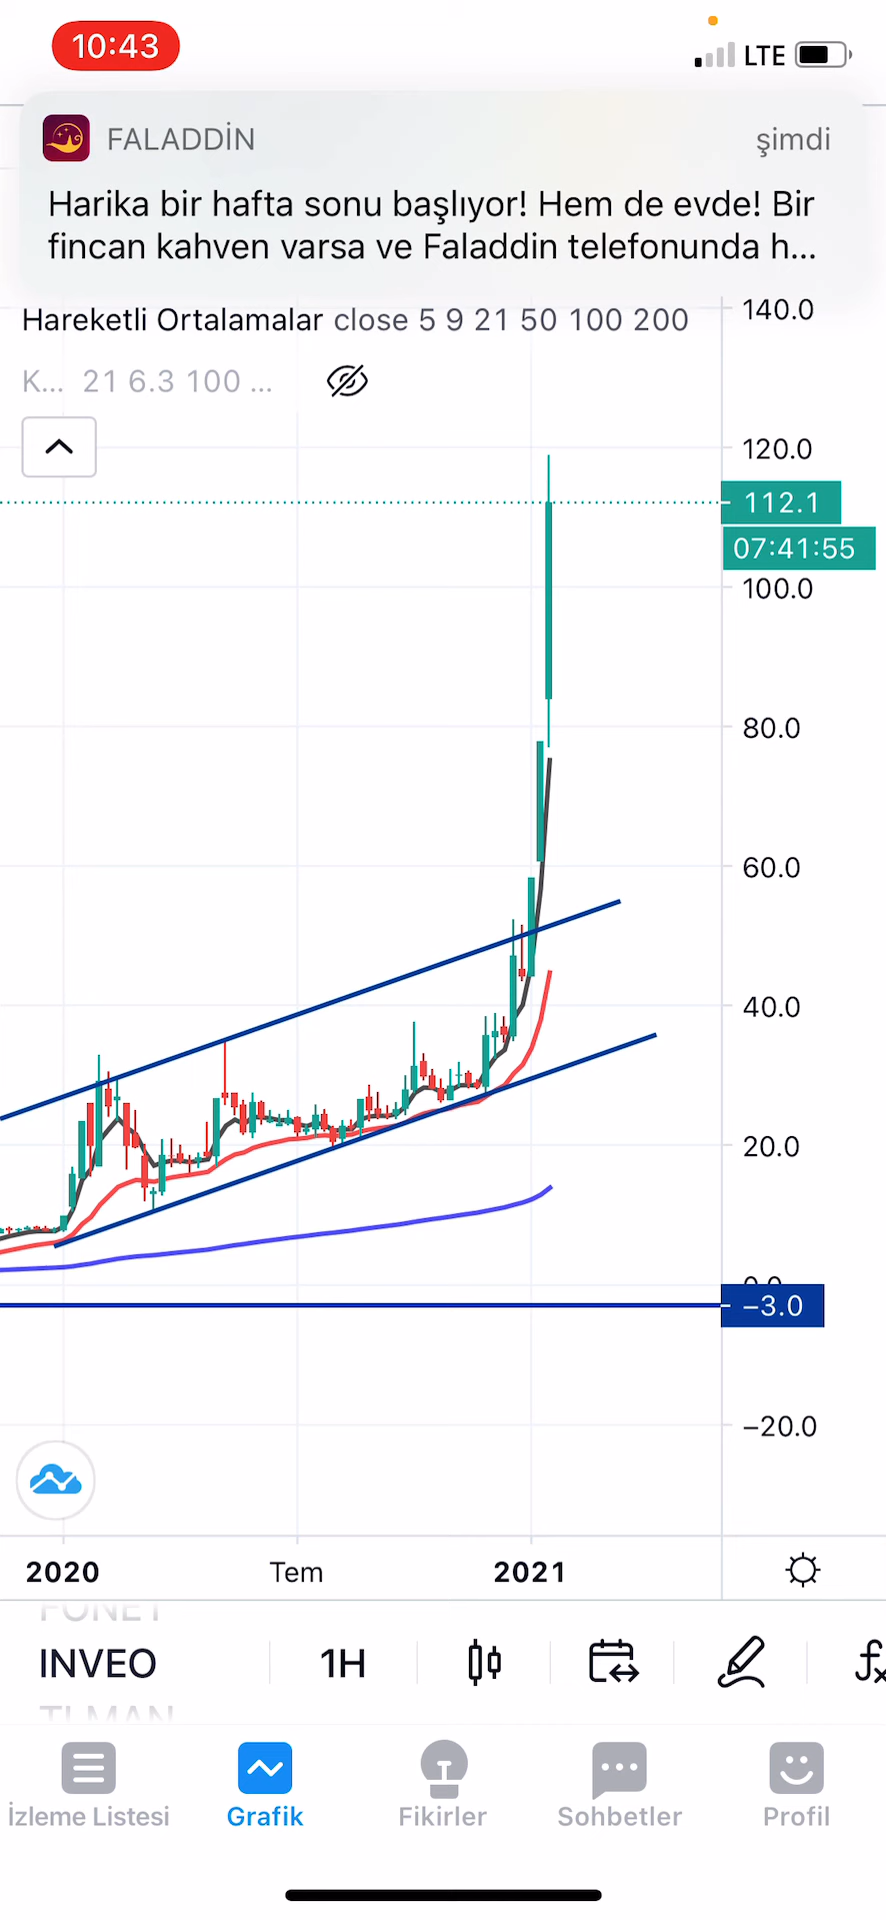 10:43
LTE
FALADDİN
şimdi
Harika bir hafta sonu başlıyor! Hem de evde! Bir
fincan kahven varsa ve Faladdin telefonunda h...
Hareketli Ortalamalar close 5 9 21 50 100 200
140.0
K... 21 6.3 100 ...
120.0
112.1
07:41:55
100.0
80.0
60.0
40.0
20.0
0.0
−3.0
−20.0
2020
Tem
2021
FONET
INVEO
1H
İzleme Listesi
Grafik
Fikirler
Sohbetler
Profil